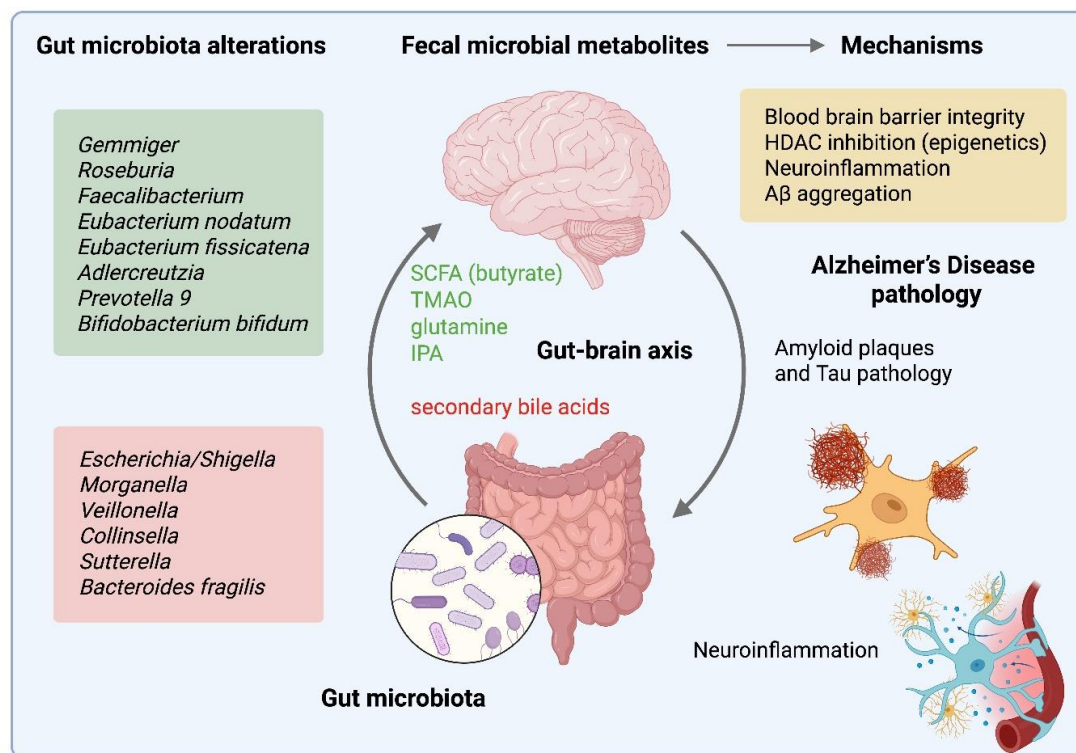 Gut microbiota alterations
Fecal microbial metabolites
Mechanisms
Gemmiger
Roseburia
Faecalibacterium
Eubacterium nodatum
Eubacterium fissicatena
Adlercreutzia
Prevotella 9
Bifidobacterium bifidum
Escherichia/Shigella
Morganella
Veillonella
Collinsella
Sutterella
Bacteroides fragilis
SCFA (butyrate)
TMAO
glutamine
IPA
Gut-brain axis
secondary bile acids
Gut microbiota
Blood brain barrier integrity
HDAC inhibition (epigenetics)
Neuroinflammation
Aβ aggregation
Alzheimer’s Disease
pathology
Amyloid plaques
and Tau pathology
Neuroinflammation